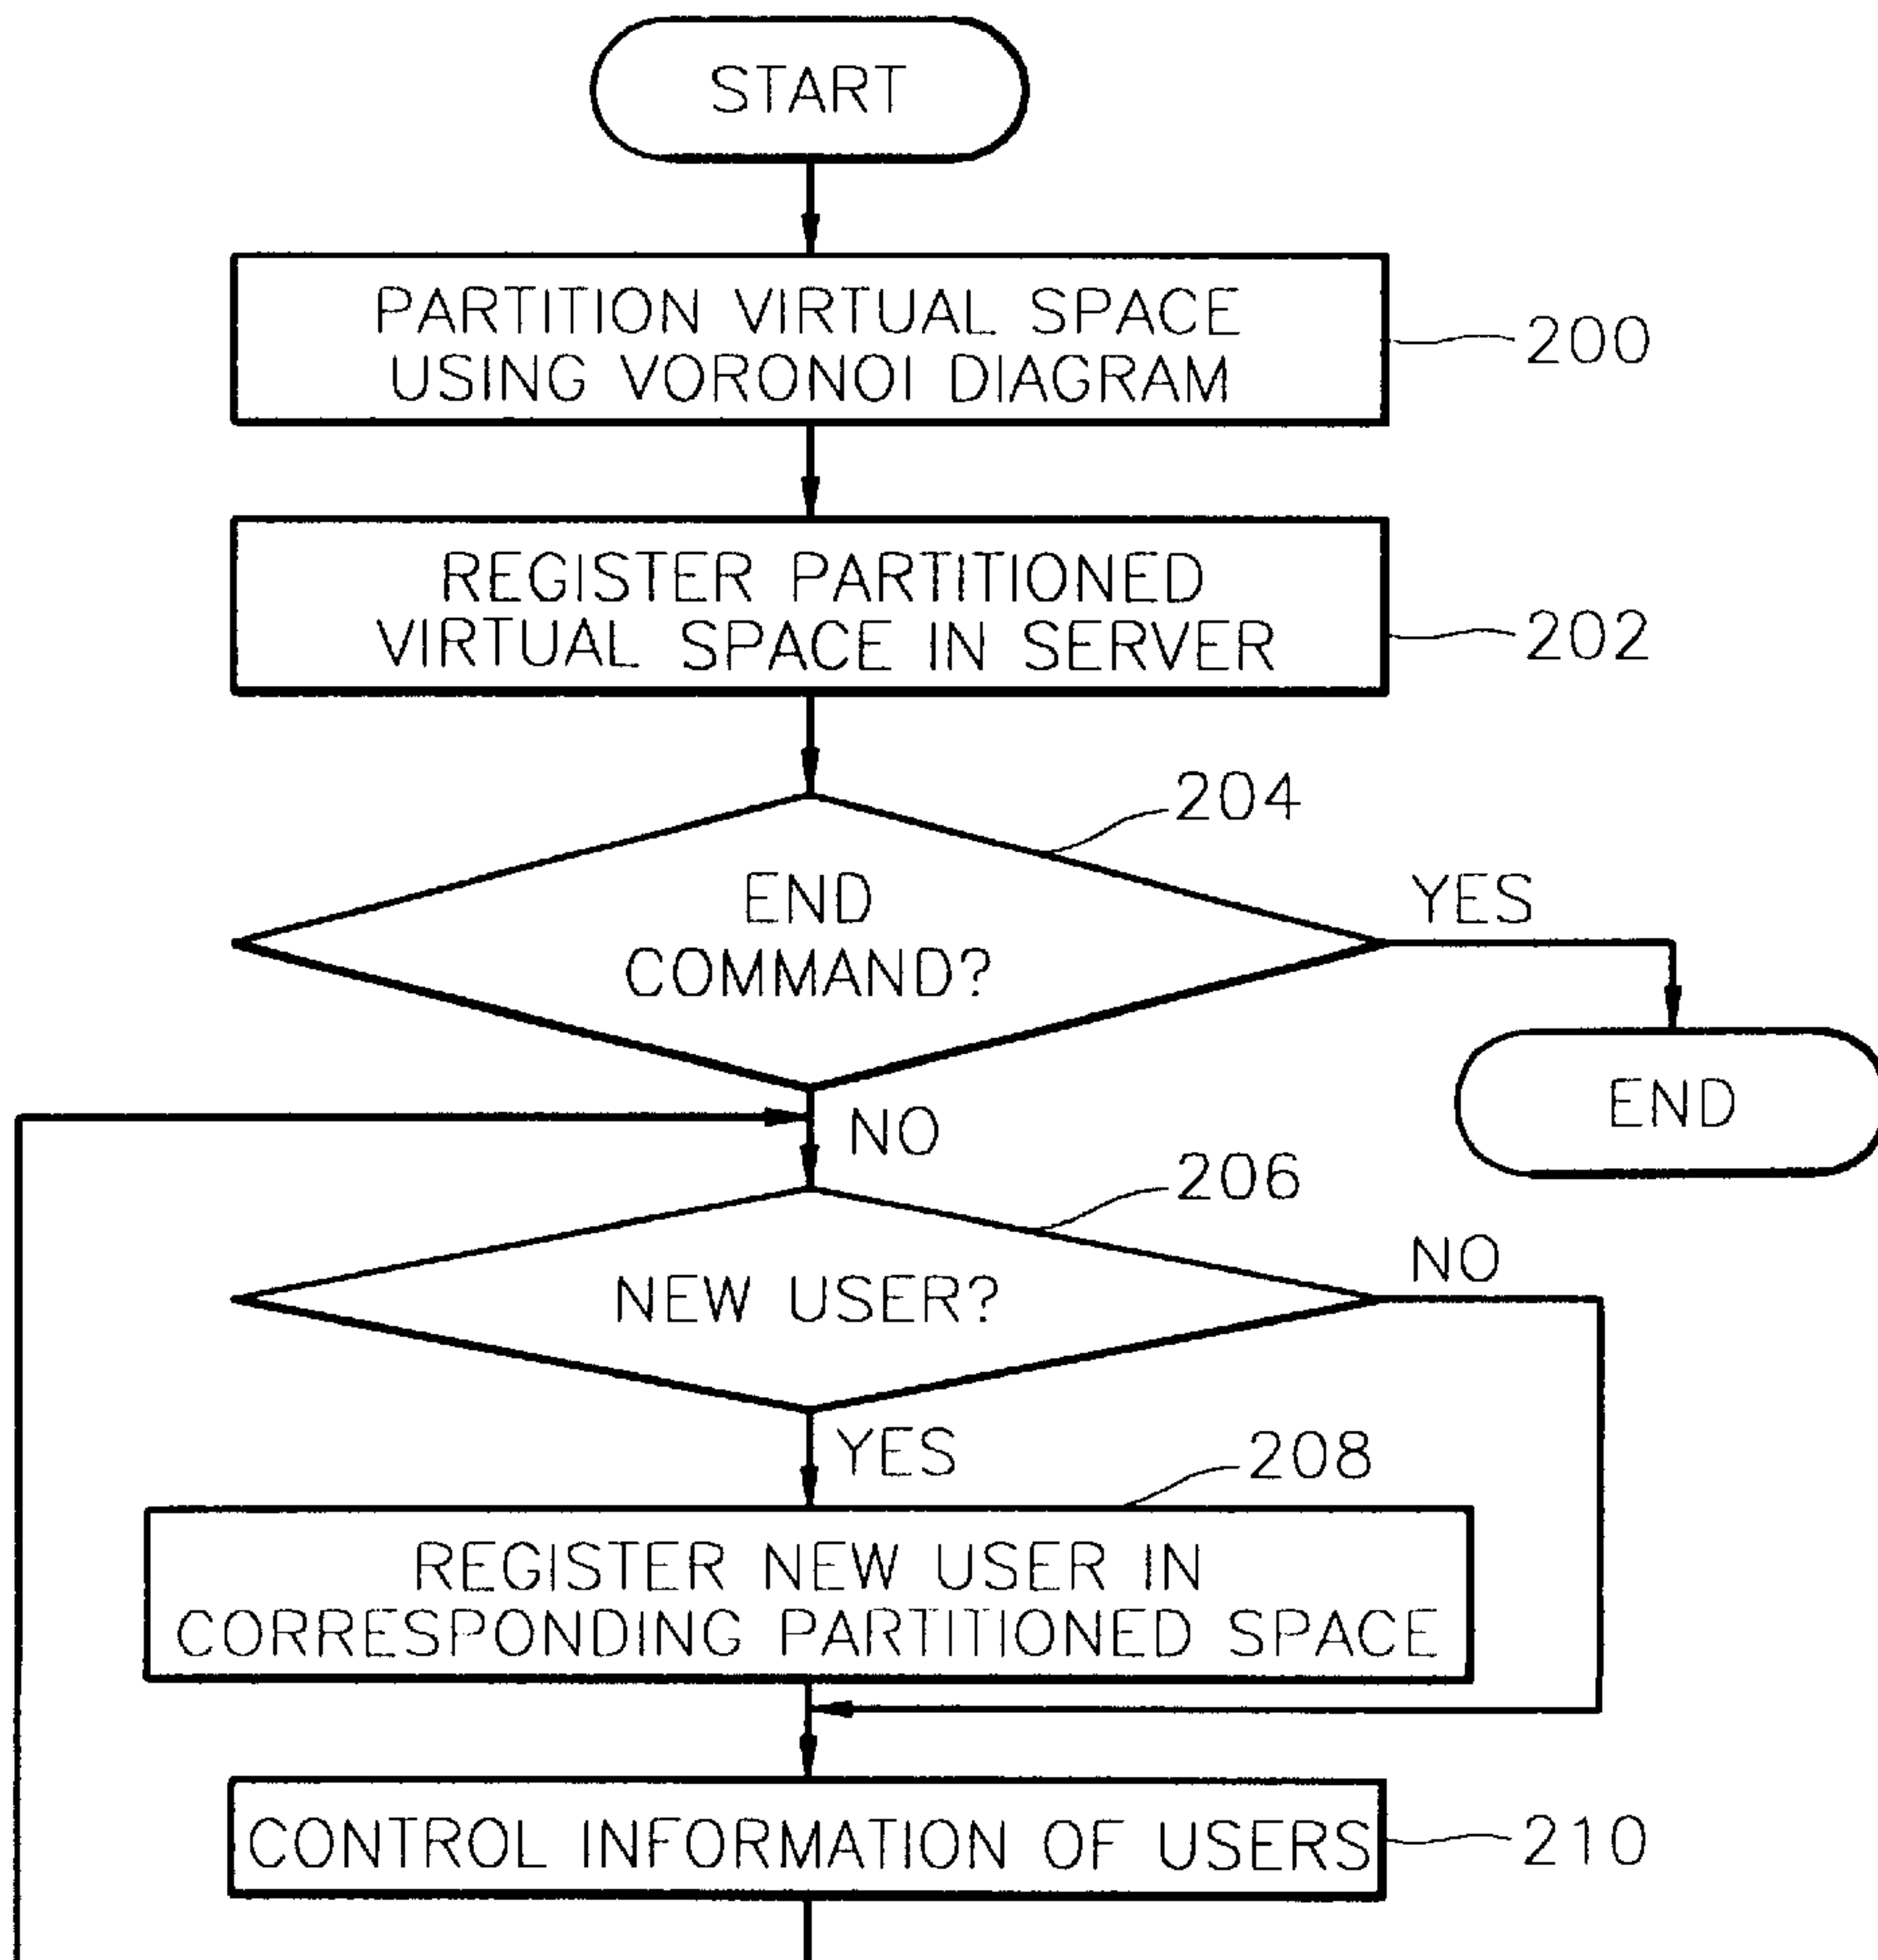 START
PARTITION VIRTUAL SPACE
USING VORONOI DIAGRAM
200
REGISTER PARTITIONED
VIRTUAL SPACE IN SERVER
202
204
END
COMMAND?
YES
END
NO
206
NEW USER?
NO
YES
208
REGISTER NEW USER IN
CORRESPONDING PARTITIONED SPACE
CONTROL INFORMATION OF USERS
210